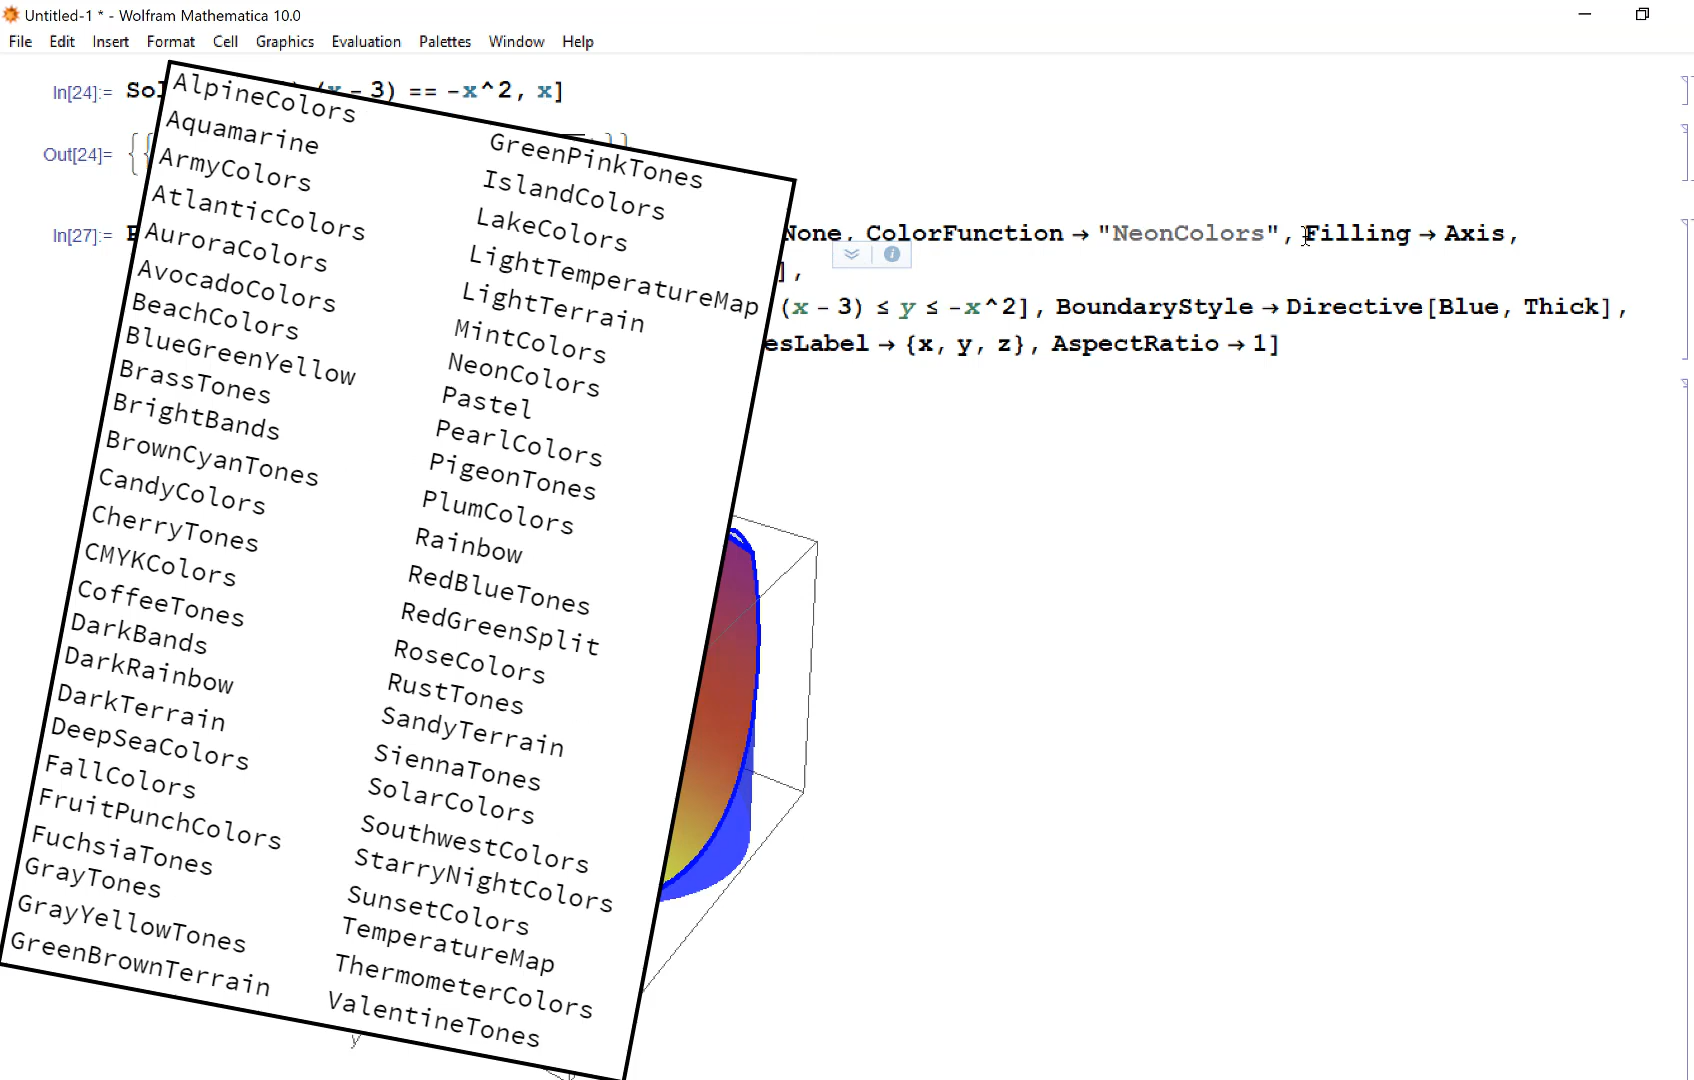 Untitled-1 * - Wolfram Mathematica 10.0
File Edit Insert Format Cell Graphics Evaluation Palettes Window Help
In[24]:= - 3) == -x^2, x]
Out[24]=
In[27]:= None, ColorFunction → "NeonColors", Filling → Axis,
],
(x - 3) ≤ y ≤ -x^2], BoundaryStyle → Directive[Blue, Thick],
esLabel → {x, y, z}, AspectRatio → 1]
AlpineColors
Aquamarine
ArmyColors
AtlanticColors
AuroraColors
AvocadoColors
BeachColors
BlueGreenYellow
BrassTones
BrightBands
BrownCyanTones
CandyColors
CherryTones
CMYKColors
CoffeeTones
DarkBands
DarkRainbow
DarkTerrain
DeepSeaColors
FallColors
FruitPunchColors
FuchsiaTones
GrayTones
GrayYellowTones
GreenBrownTerrain
GreenPinkTones
IslandColors
LakeColors
LightTemperatureMap
LightTerrain
MintColors
NeonColors
Pastel
PearlColors
PigeonTones
PlumColors
Rainbow
RedBlueTones
RedGreenSplit
RoseColors
RustTones
SandyTerrain
SiennaTones
SolarColors
SouthwestColors
StarryNightColors
SunsetColors
TemperatureMap
ThermometerColors
ValentineTones
y